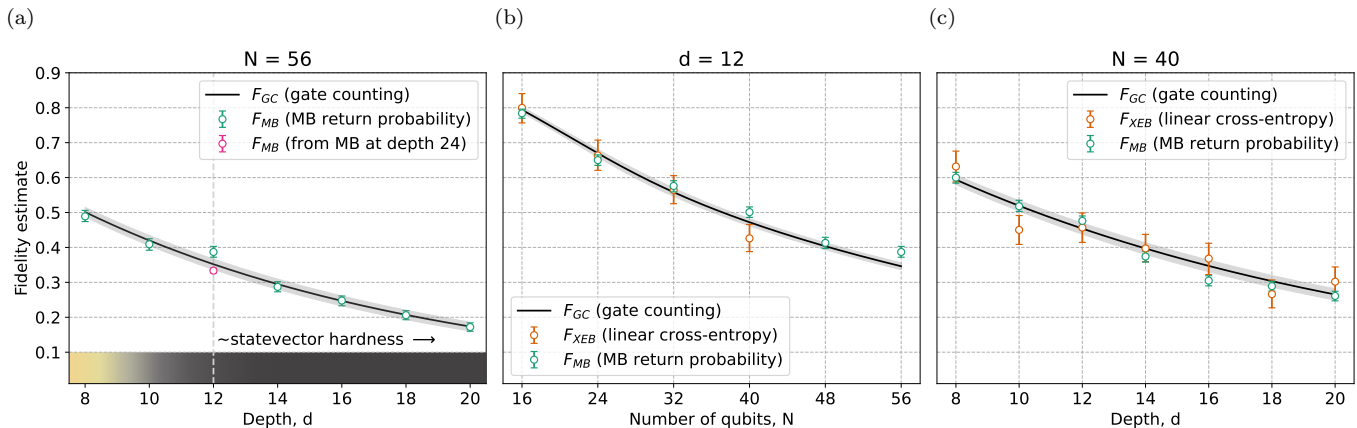 (a)
N = 56
Fidelity estimate
0.9
0.8
0.7
0.6
0.5
0.4
0.3
0.2
0.1
F_GC (gate counting)
F_MB (MB return probability)
F_MB (from MB at depth 24)
~statevector hardness ⟶
8 10 12 14 16 18 20
Depth, d
(b)
d = 12
F_GC (gate counting)
F_XEB (linear cross-entropy)
F_MB (MB return probability)
16 24 32 40 48 56
Number of qubits, N
(c)
N = 40
F_GC (gate counting)
F_XEB (linear cross-entropy)
F_MB (MB return probability)
8 10 12 14 16 18 20
Depth, d